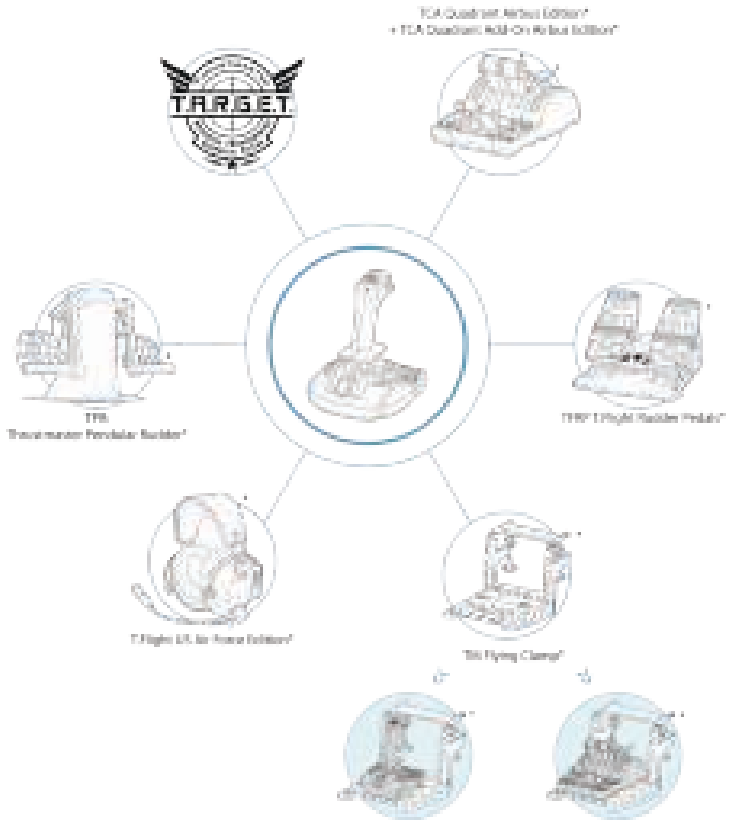 TCA Quadrant Airbus Edition*
+ TCA Quadrant Add-On Airbus Edition*
T.A.R.G.E.T.
TPR
Thrustmaster Pendular Rudder*
TFRP T.Flight Rudder Pedals*
T.Flight U.S. Air Force Edition*
Flying Clamp*